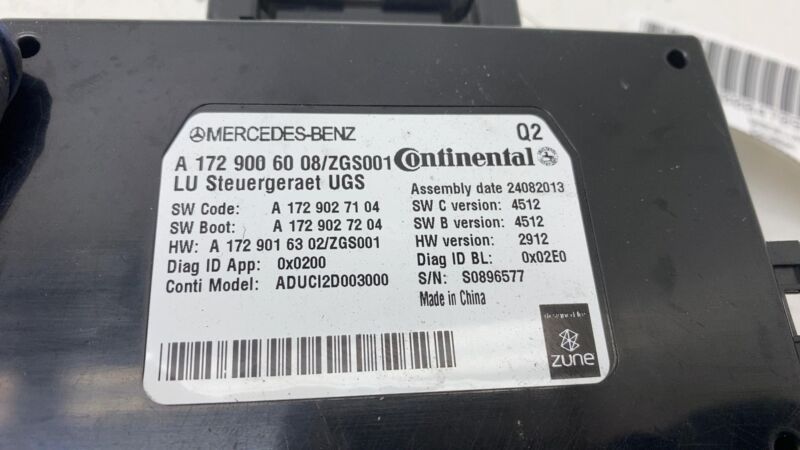 MERCEDES-BENZ
Q2
A 172 900 60 08/ZGS001
Continental
LU Steuergeraet UGS
Assembly date 24082013
SW Code: A 172 902 71 04
SW C version: 4512
SW Boot: A 172 902 72 04
SW B version: 4512
HW: A 172 901 63 02/ZGS001
HW version: 2912
Diag ID App: 0x0200
Diag ID BL: 0x02E0
Conti Model: ADUCI2D003000
S/N: S0896577
Made in China
designed for
zune